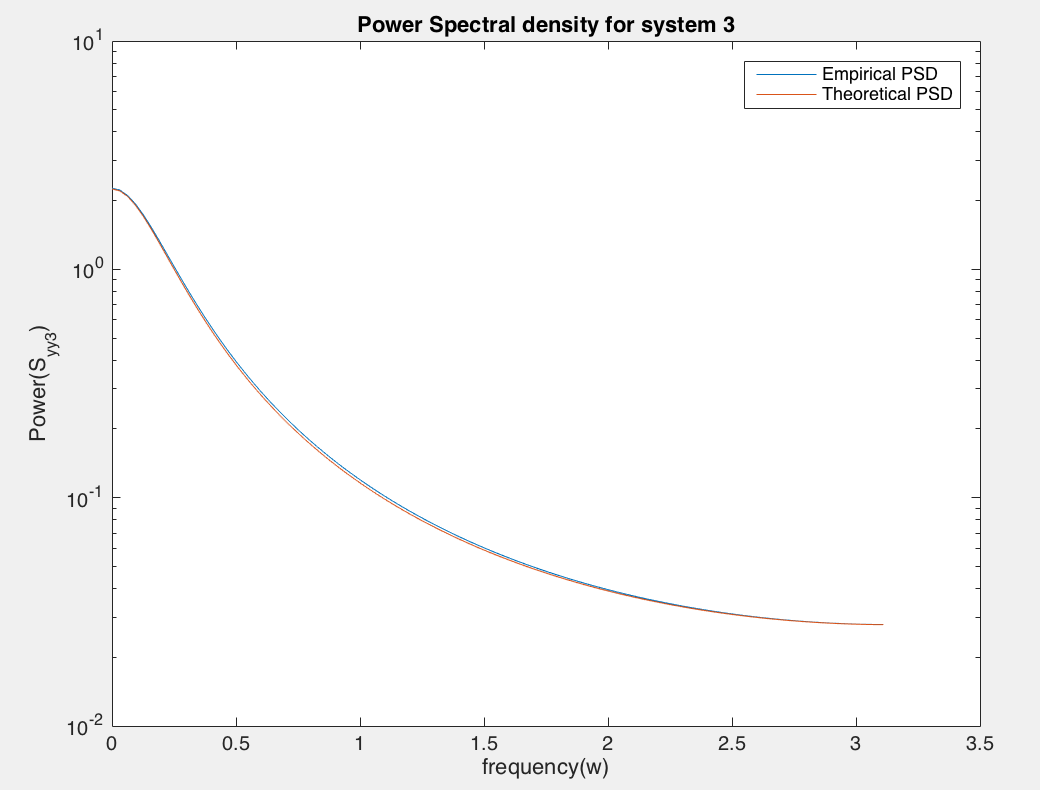 Power Spectral density for system 3
10^1
10^0
10^-1
10^-2
Power(S_yy3)
Empirical PSD
Theoretical PSD
0 0.5 1 1.5 2 2.5 3 3.5
frequency(w)